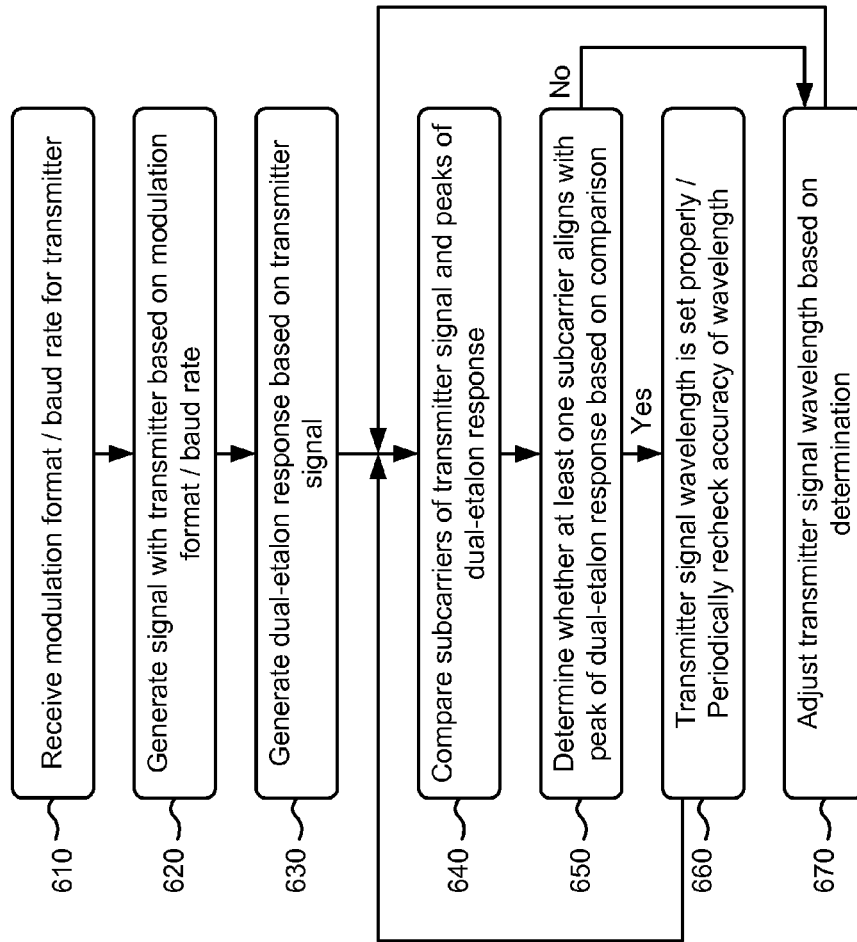 610
Receive modulation format / baud rate for transmitter
620
Generate signal with transmitter based on modulation
format / baud rate
630
Generate dual-etalon response based on transmitter
signal
640
Compare subcarriers of transmitter signal and peaks of
dual-etalon response
650
Determine whether at least one subcarrier aligns with
peak of dual-etalon response based on comparison
No
Yes
660
Transmitter signal wavelength is set properly /
Periodically recheck accuracy of wavelength
670
Adjust transmitter signal wavelength based on
determination